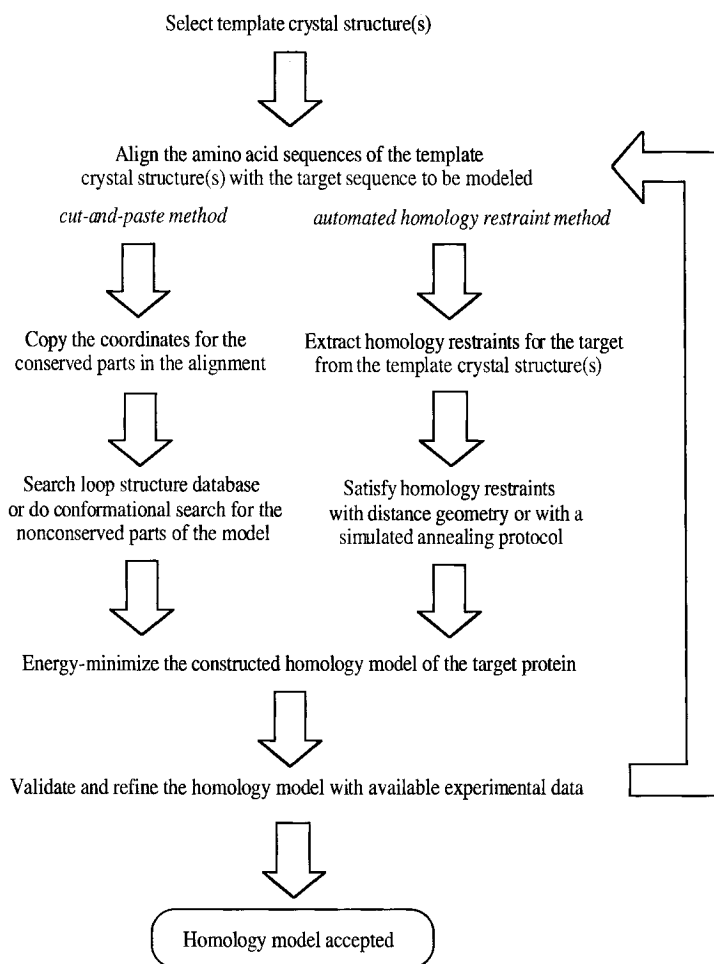 Select template crystal structure(s)
Align the amino acid sequences of the template
crystal structure(s) with the target sequence to be modeled
cut-and-paste method
automated homology restraint method
Copy the coordinates for the
conserved parts in the alignment
Extract homology restraints for the target
from the template crystal structure(s)
Search loop structure database
or do conformational search for the
nonconserved parts of the model
Satisfy homology restraints
with distance geometry or with a
simulated annealing protocol
Energy-minimize the constructed homology model of the target protein
Validate and refine the homology model with available experimental data
Homology model accepted